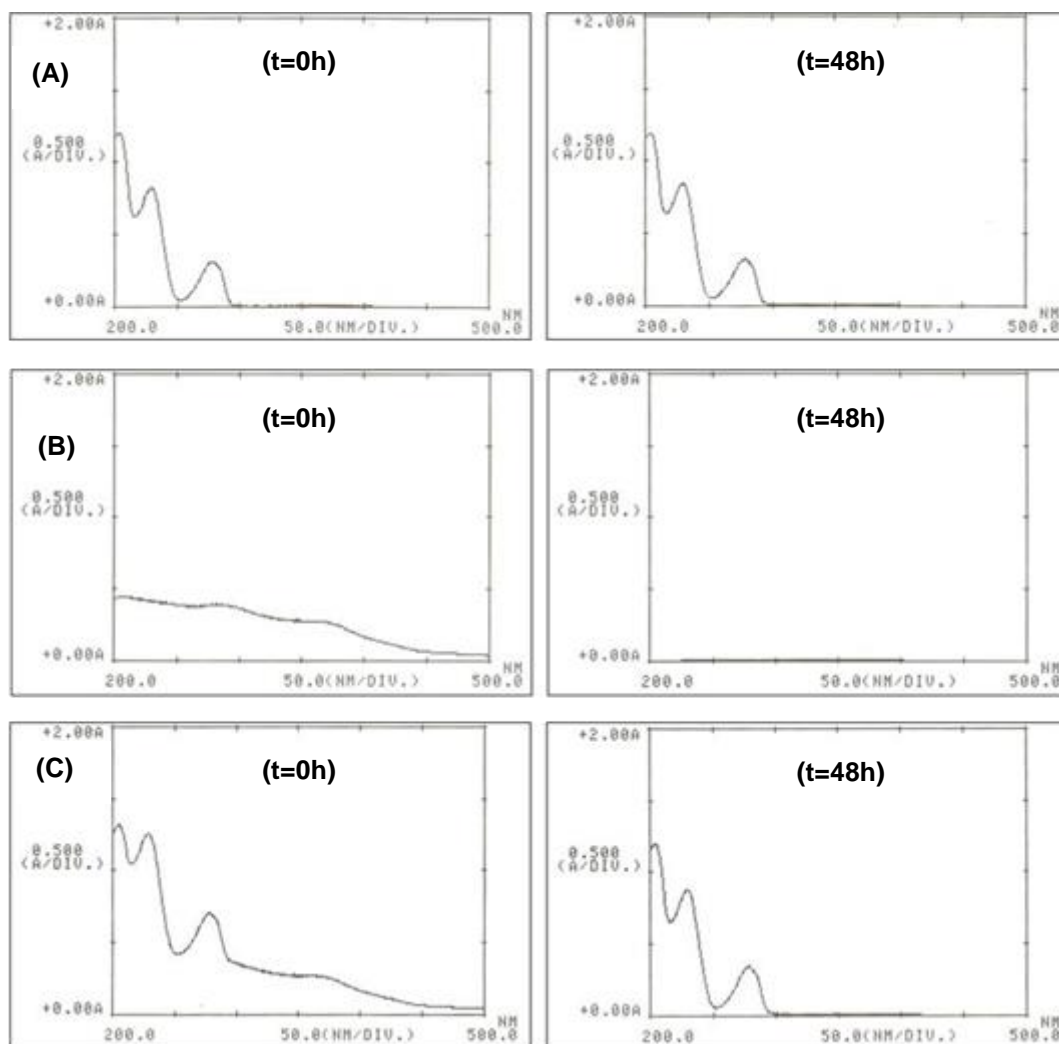 +2.00A
(t=0h)
(A)
0.500
(A/DIV.)
+0.00A
NM
200.0 50.0(NM/DIV.) 500.0
+2.00A
(t=48h)
0.500
(A/DIV.)
+0.00A
NM
200.0 50.0(NM/DIV.) 500.0
+2.00A
(t=0h)
(B)
0.500
(A/DIV.)
+0.00A
NM
200.0 50.0(NM/DIV.) 500.0
+2.00A
(t=48h)
0.500
(A/DIV.)
+0.00A
NM
200.0 50.0(NM/DIV.) 500.0
+2.00A
(C)
(t=0h)
0.500
(A/DIV.)
+0.00A
NM
200.0 50.0(NM/DIV.) 500.0
+2.00A
(t=48h)
0.500
(A/DIV.)
+0.00A
NM
200.0 50.0(NM/DIV.) 500.0